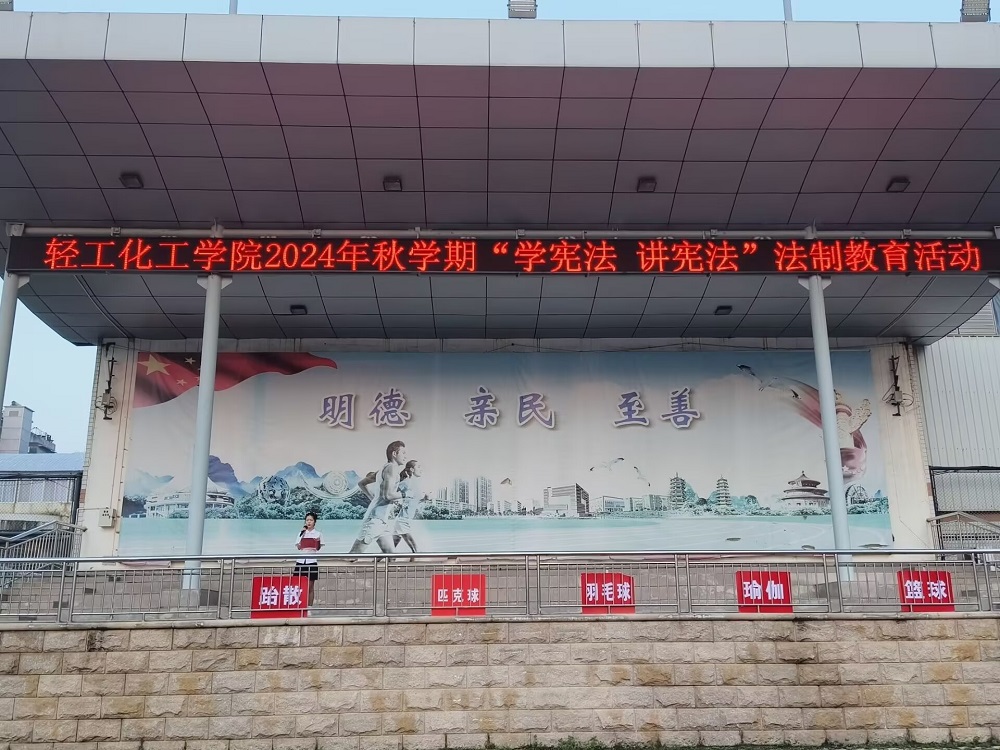 轻工化工学院2024年秋学期“学宪法 讲宪法”法制教育活动
明德 亲民 至善
跆散
匹克球
羽毛球
瑜伽
篮球